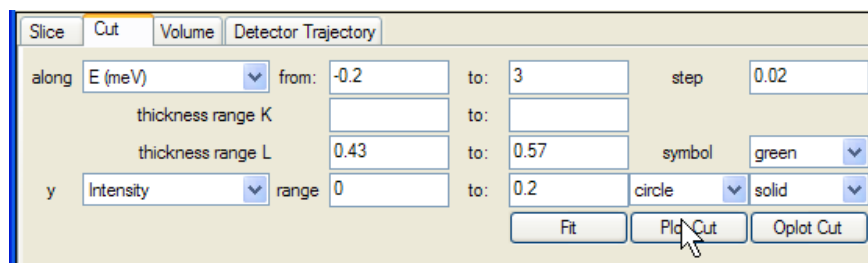 Slice Cut Volume Detector Trajectory
along E (meV) from: -0.2 to: 3 step 0.02
thickness range K to:
thickness range L 0.43 to: 0.57 symbol green
y Intensity range 0 to: 0.2 circle solid
Fit Plot Cut Oplot Cut